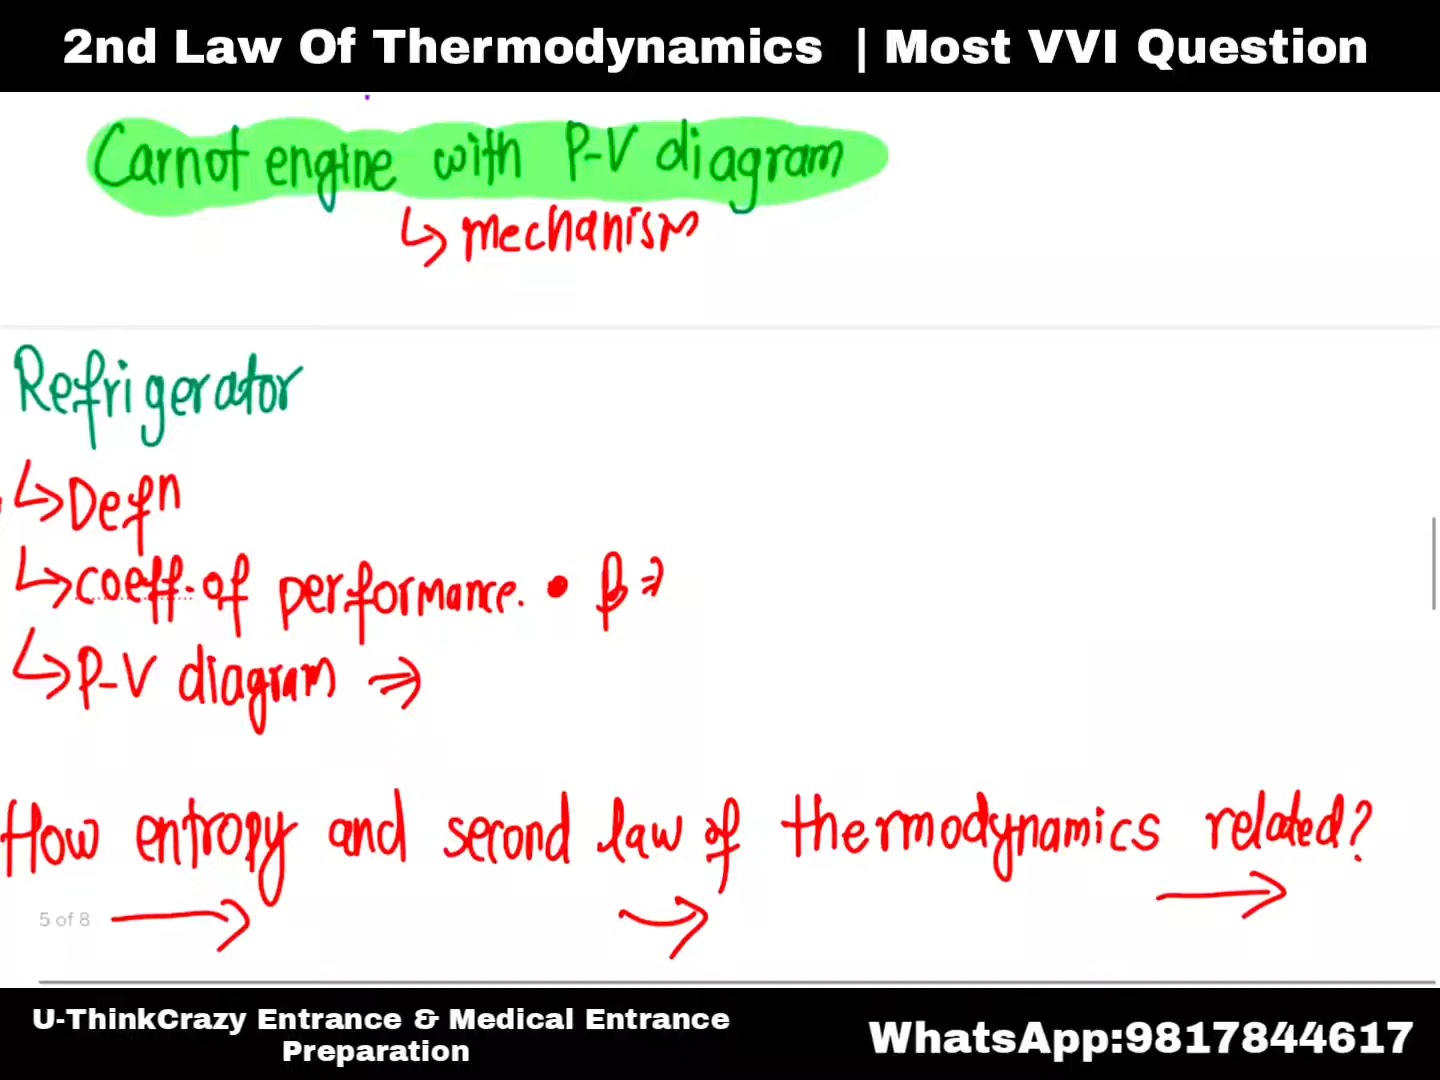 2nd Law Of Thermodynamics | Most VVI Question
Carnot engine with P-V diagram
↳ mechanism
Refrigerator
↳ Defn
↳ coeff. of performance. • β ⇒
↳ P-V diagram ⇒
How entropy and second law of thermodynamics related?
5 of 8
U-ThinkCrazy Entrance & Medical Entrance
Preparation
WhatsApp:9817844617